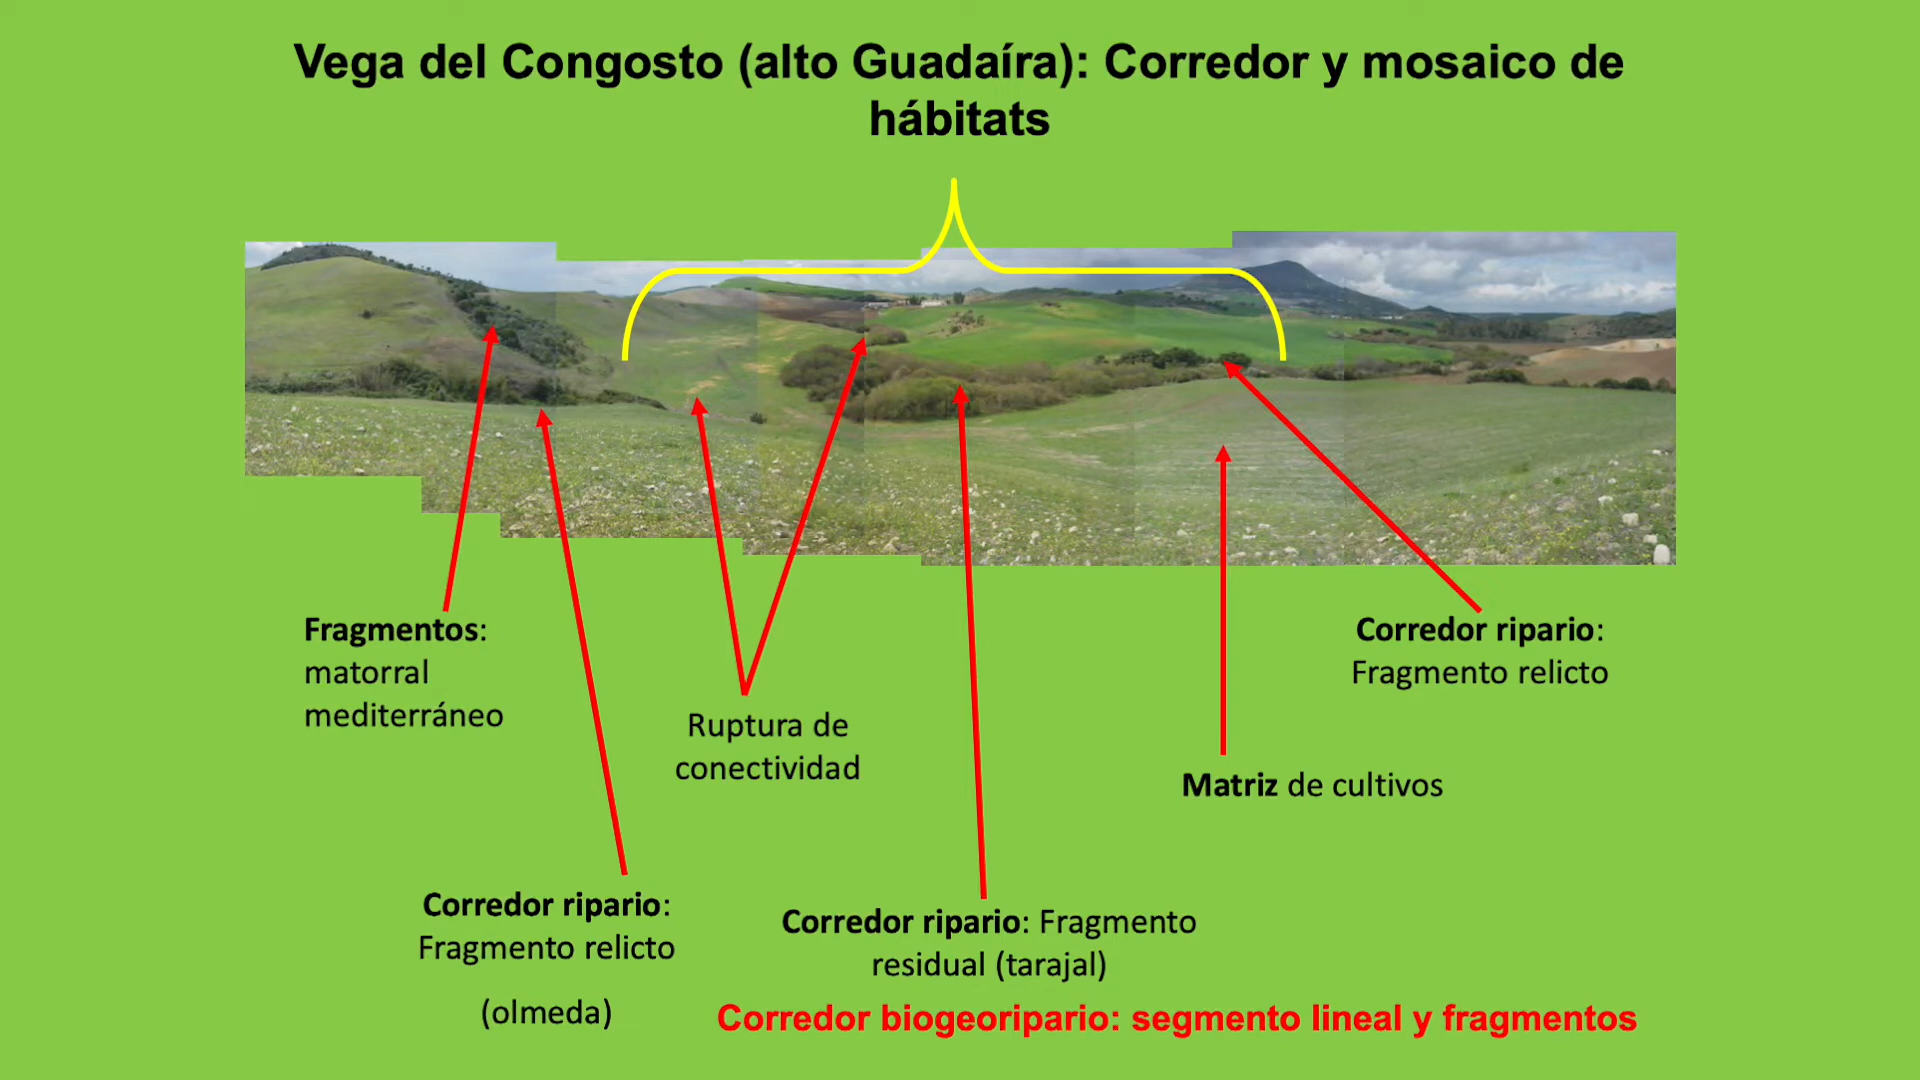 Vega del Congosto (alto Guadaíra): Corredor y mosaico de
hábitats
Fragmentos:
matorral
mediterráneo
Corredor ripario:
Fragmento relicto
Ruptura de
conectividad
Matriz de cultivos
Corredor ripario:
Fragmento relicto
(olmeda)
Corredor ripario: Fragmento
residual (tarajal)
Corredor biogeoripario: segmento lineal y fragmentos